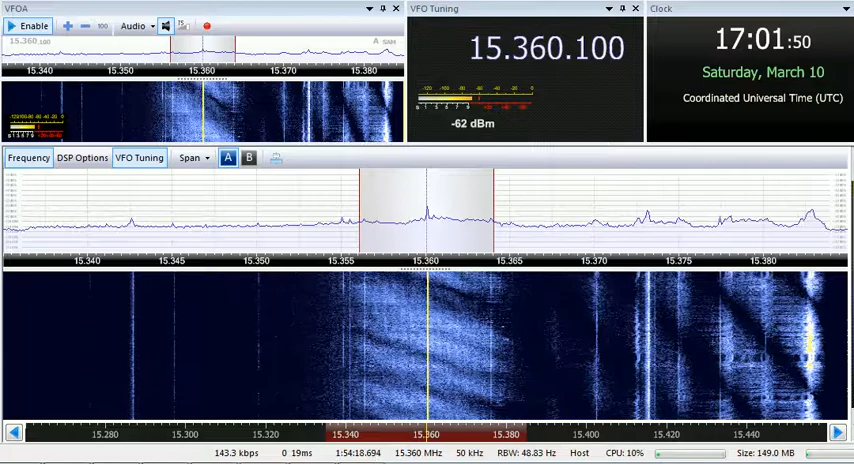 VFOA
Enable
100
Audio
15.360.100
A SAM
15.340 15.350 15.360 15.370 15.380
VFO Tuning
15.360.100
-62 dBm
Clock
17:01:50
Saturday, March 10
Coordinated Universal Time (UTC)
Frequency DSP Options VFO Tuning Span A B
15.340 15.345 15.350 15.355 15.360 15.365 15.370 15.375 15.380
15.280 15.300 15.320 15.340 15.360 15.380 15.400 15.420 15.440
143.3 kbps 0 19ms 1:54:18.694 15.360 MHz 50 kHz RBW: 48.83 Hz Host CPU: 10% Size: 149.0 MB